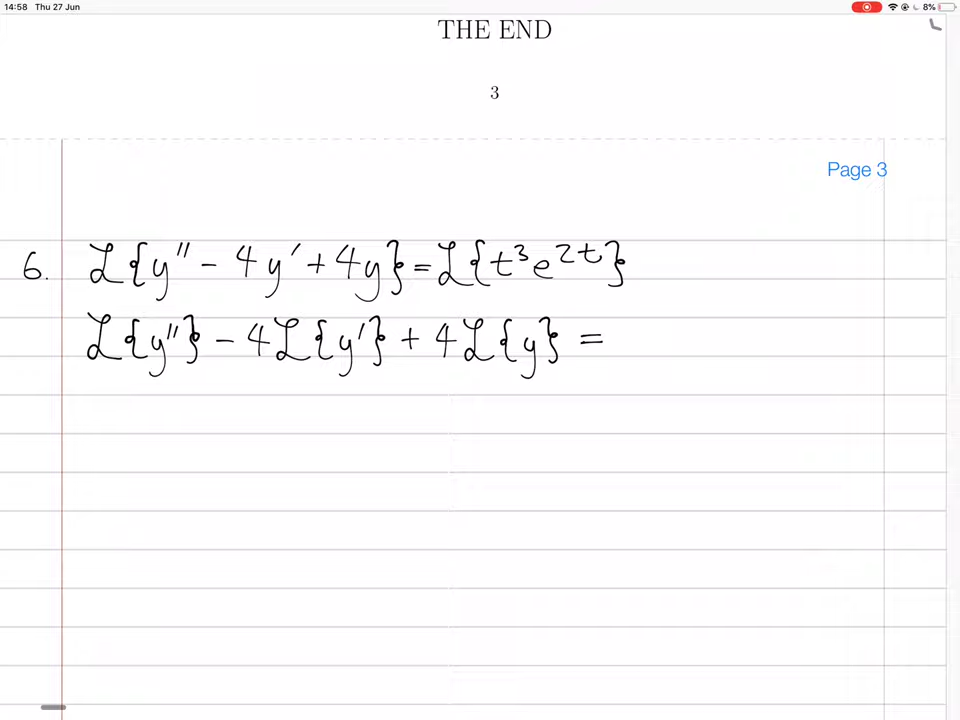 14:58 Thu 27 Jun 8%
THE END
3
Page 3
6. ℒ{y'' - 4y' + 4y} = ℒ{t³e²ᵗ}
ℒ{y''} - 4ℒ{y'} + 4ℒ{y} =